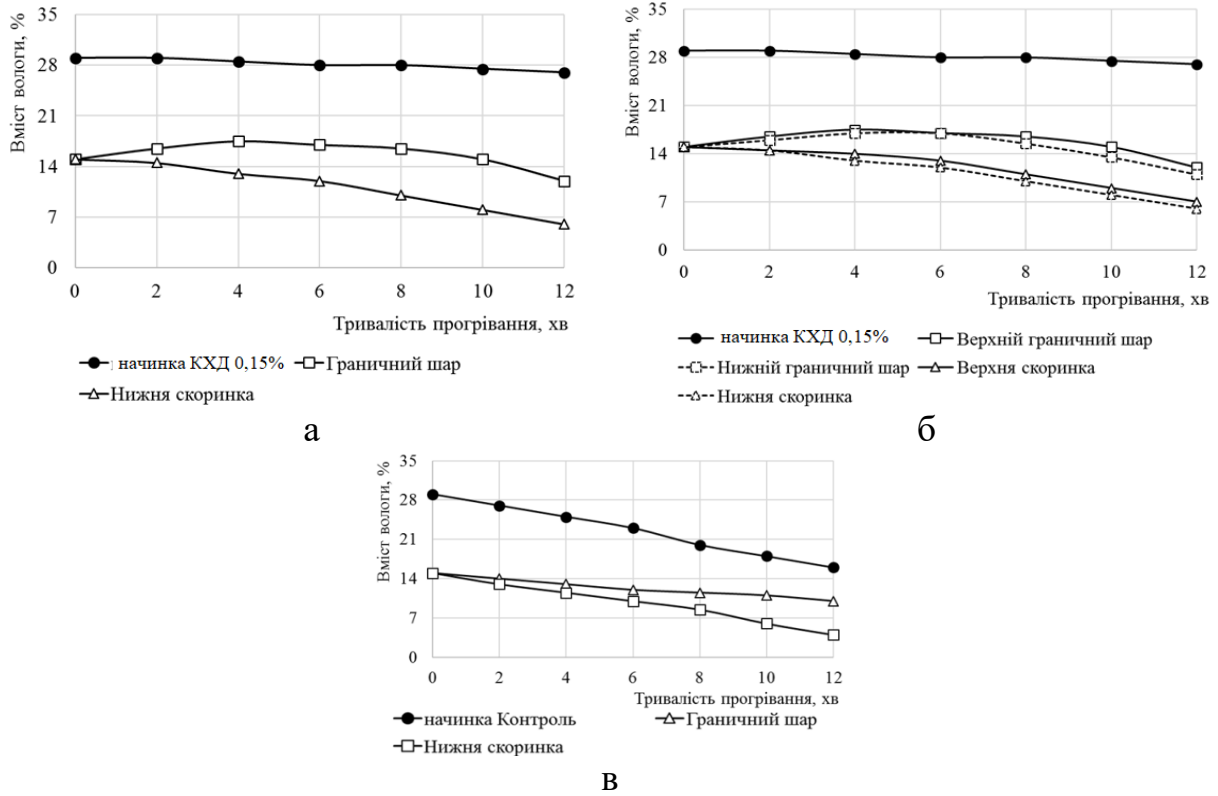 Вміст вологи, %
35
28
21
14
7
0
0 2 4 6 8 10 12
Тривалість прогрівання, хв
начинка КХД 0,15% Граничний шар
Нижня скоринка
а
Вміст вологи, %
35
28
21
14
7
0
0 2 4 6 8 10 12
Тривалість прогрівання, хв
начинка КХД 0,15% Верхній граничний шар
Нижній граничний шар Верхня скоринка
Нижня скоринка
б
Вміст вологи, %
35
28
21
14
7
0
0 2 4 6 8 10 12
Тривалість прогрівання, хв
начинка Контроль Граничний шар
Нижня скоринка
в